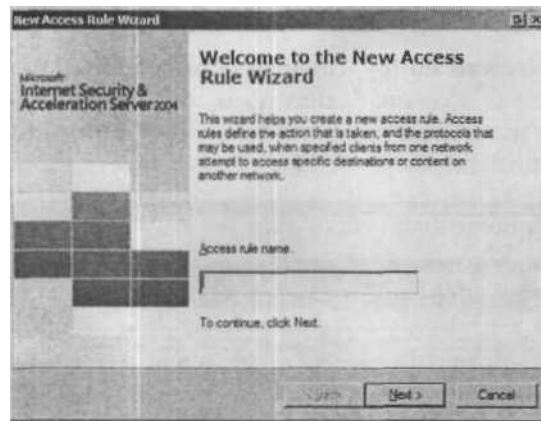 New Access Rule Wizard
Welcome to the New Access
Rule Wizard
Microsoft
Internet Security &
Acceleration Server 2004
This wizard helps you create a new access rule. Access
rules define the action that is taken, and the protocols that
may be used, when specified clients from one network
attempt to access specific destinations or content on
another network.
Access rule name:
To continue, click Next.
< Back
Next >
Cancel